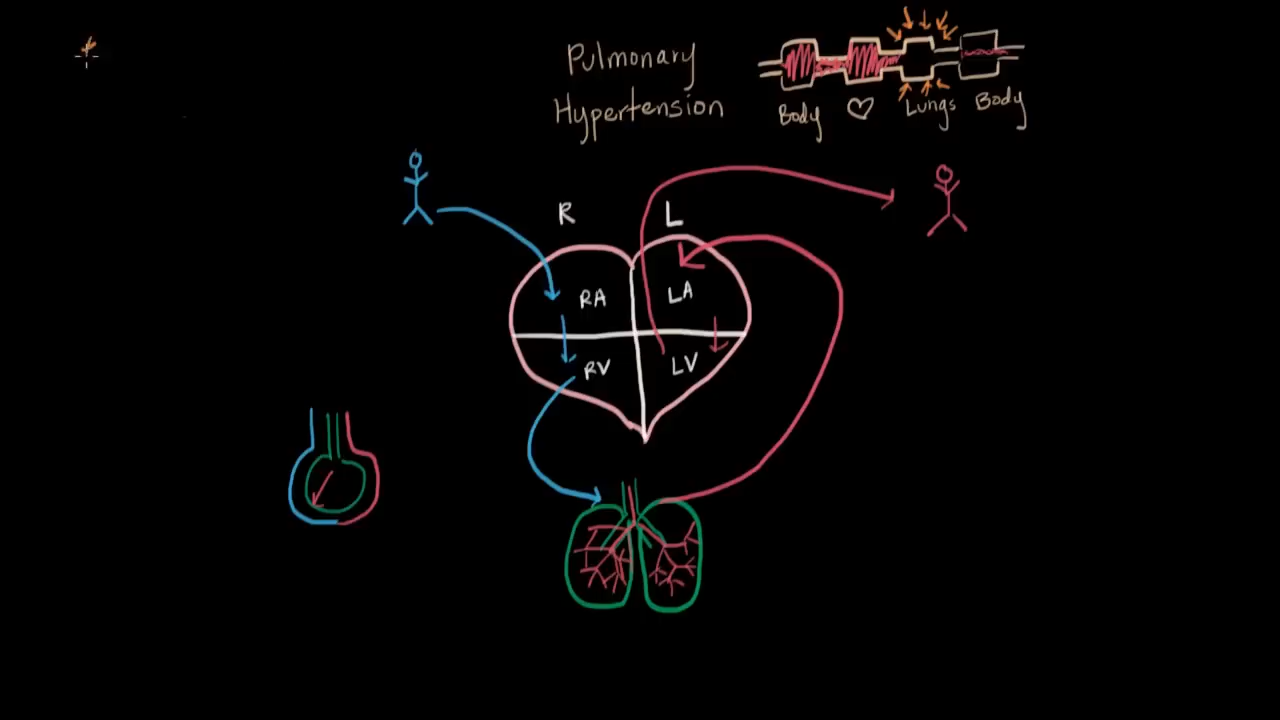 Pulmonary
Hypertension
Body ♡ Lungs Body
R L
RA LA
RV LV